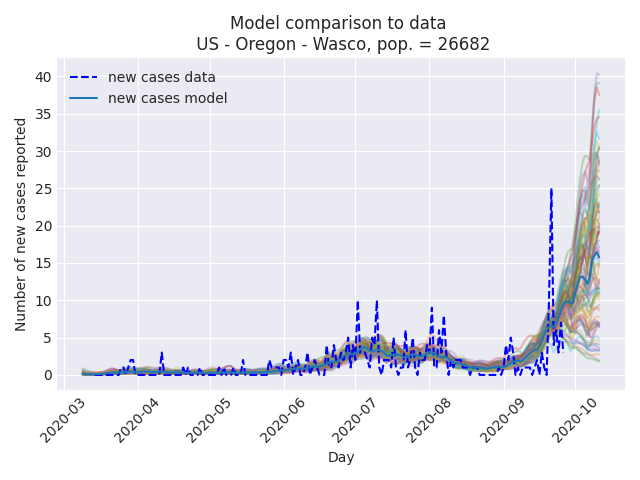 Model comparison to data
US - Oregon - Wasco, pop. = 26682
new cases data
new cases model
Number of new cases reported
40
35
30
25
20
15
10
5
0
2020-03
2020-04
2020-05
2020-06
2020-07
2020-08
2020-09
2020-10
Day